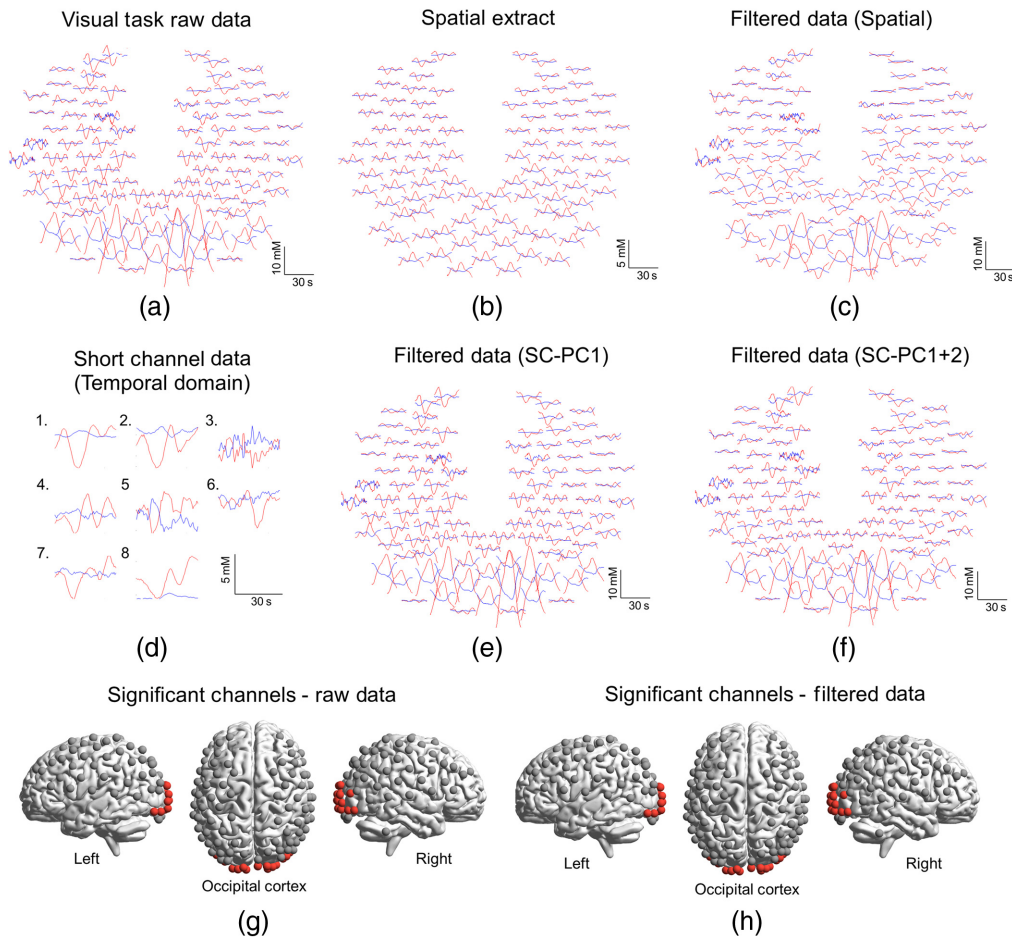 Visual task raw data
Spatial extract
Filtered data (Spatial)
10 mM
30 s
5 mM
30 s
10 mM
30 s
(a)
(b)
(c)
Short channel data
(Temporal domain)
Filtered data (SC-PC1)
Filtered data (SC-PC1+2)
1.
2.
3.
4.
5
6.
7.
8
5 mM
30 s
10 mM
30 s
10 mM
30 s
(d)
(e)
(f)
Significant channels - raw data
Significant channels - filtered data
Left
Occipital cortex
Right
Left
Occipital cortex
Right
(g)
(h)